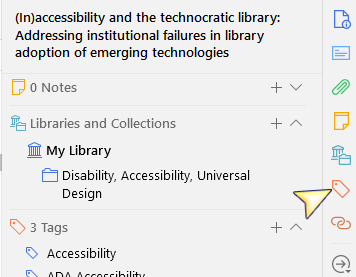 (In)accessibility and the technocratic library:
Addressing institutional failures in library
adoption of emerging technologies
0 Notes
Libraries and Collections
My Library
Disability, Accessibility, Universal
Design
3 Tags
Accessibility
ADA Accessibility